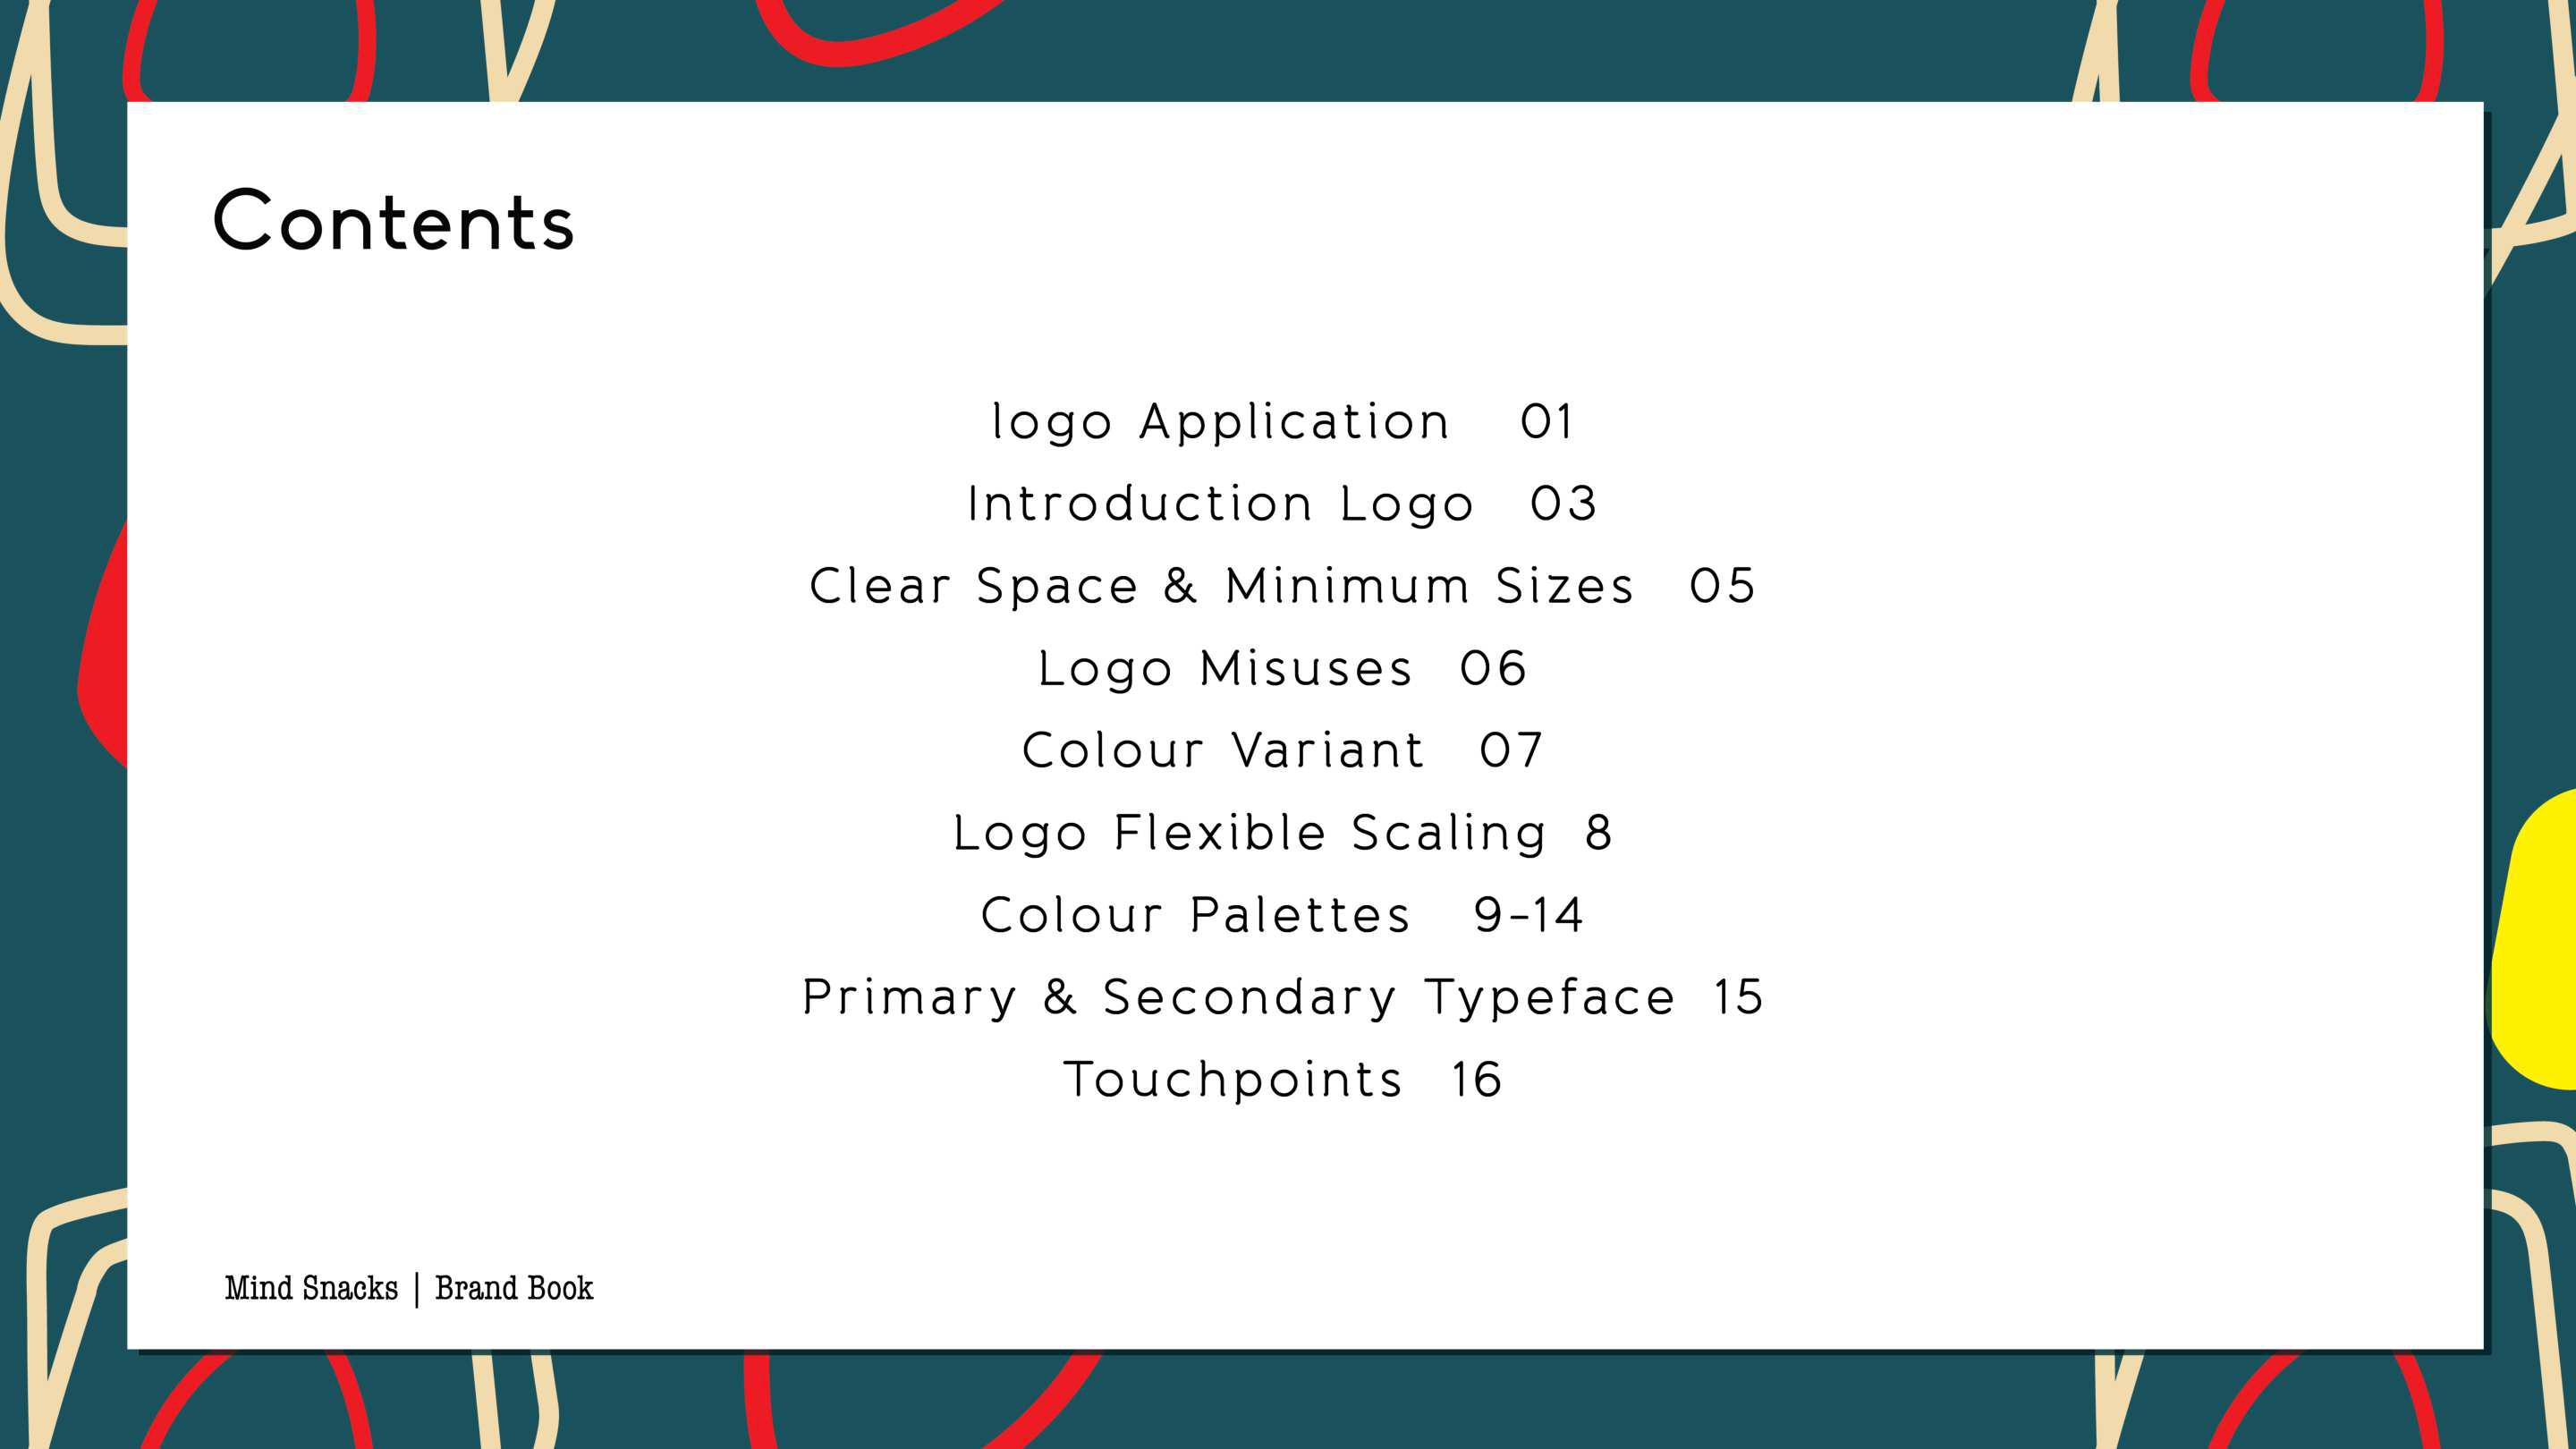 Contents
logo Application 01
Introduction Logo 03
Clear Space & Minimum Sizes 05
Logo Misuses 06
Colour Variant 07
Logo Flexible Scaling 8
Colour Palettes 9-14
Primary & Secondary Typeface 15
Touchpoints 16
Mind Snacks | Brand Book